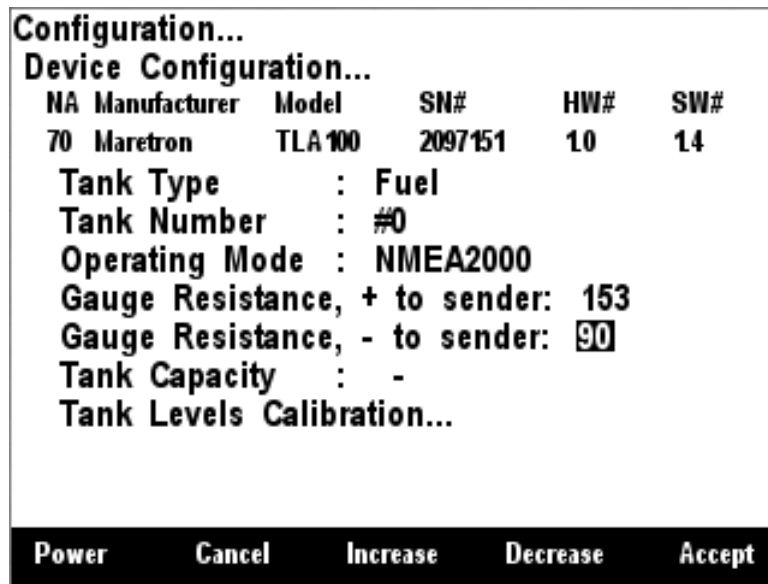 Configuration...
Device Configuration...
NA Manufacturer Model SN# HW# SW#
70 Maretron TLA100 2097151 1.0 1.4
Tank Type : Fuel
Tank Number : #0
Operating Mode : NMEA2000
Gauge Resistance, + to sender: 153
Gauge Resistance, - to sender: 90
Tank Capacity : -
Tank Levels Calibration...
Power Cancel Increase Decrease Accept